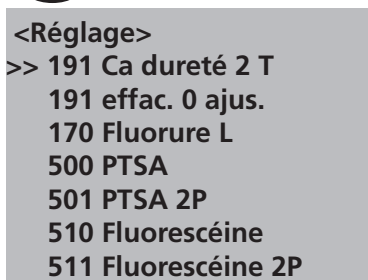 <Réglage>
>> 191 Ca dureté 2 T
191 effac. 0 ajus.
170 Fluorure L
500 PTSA
501 PTSA 2P
510 Fluorescéine
511 Fluorescéine 2P